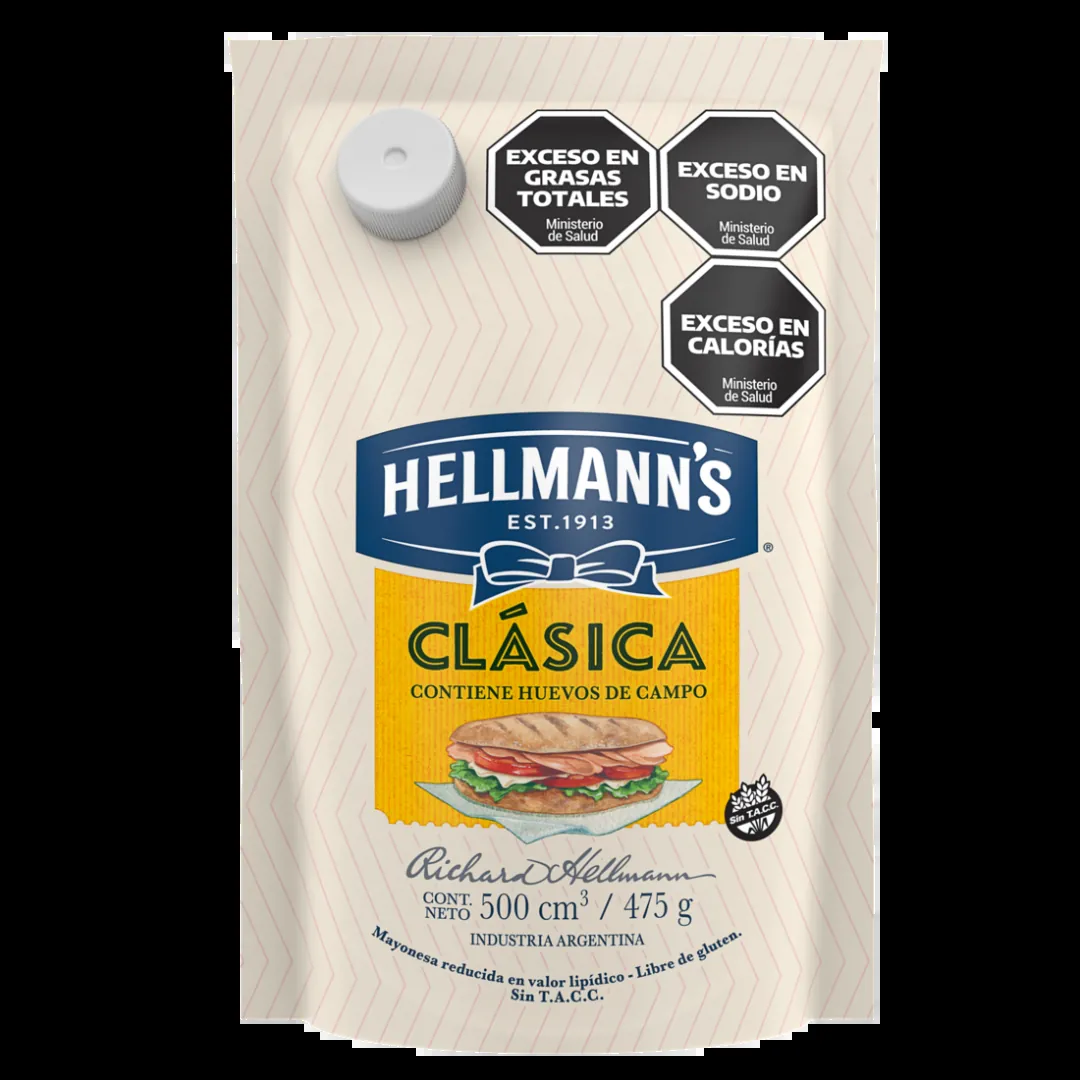 EXCESO EN
GRASAS
TOTALES
Ministerio
de Salud
EXCESO EN
SODIO
Ministerio
de Salud
EXCESO EN
CALORÍAS
Ministerio
de Salud
HELLMANN'S
EST.1913
®
CLÁSICA
CONTIENE HUEVOS DE CAMPO
Sin T.A.C.C.
Richard Hellmann
CONT.
NETO 500 cm³ / 475 g
INDUSTRIA ARGENTINA
Mayonesa reducida en valor lipídico - Libre de gluten.
Sin T.A.C.C.